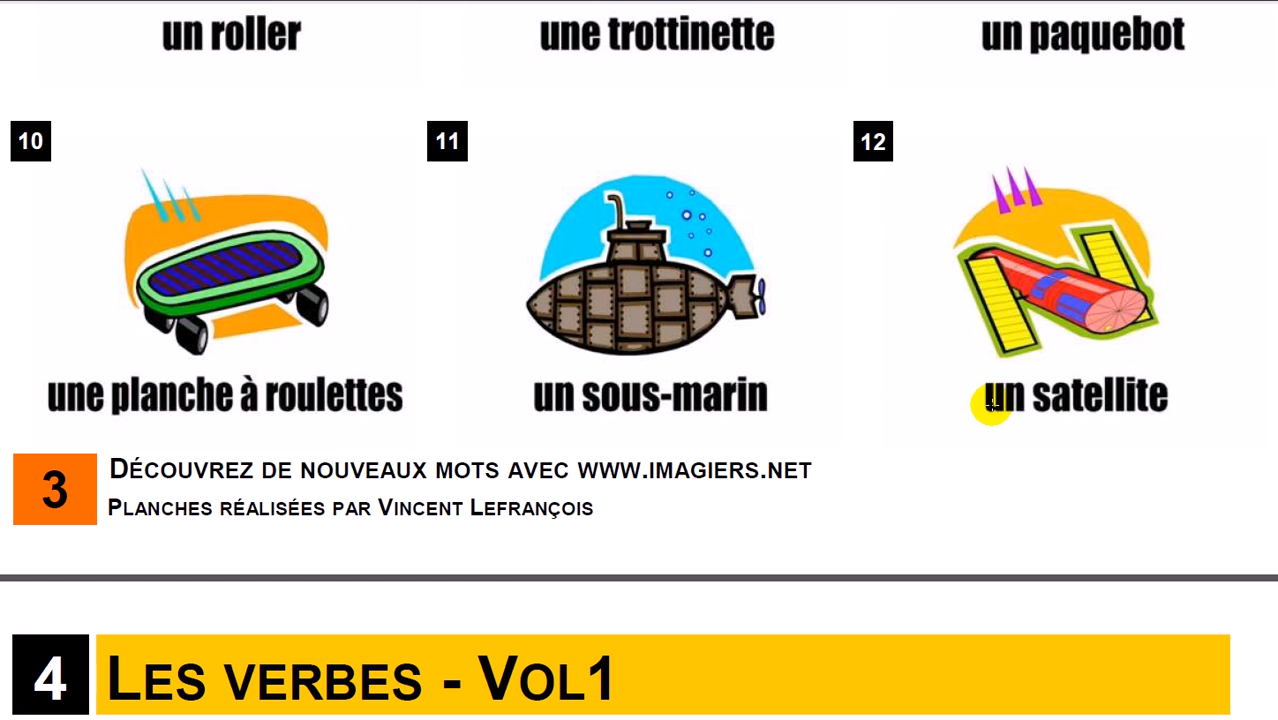 un roller
une trottinette
un paquebot
10
11
12
une planche à roulettes
un sous-marin
un satellite
3
DÉCOUVREZ DE NOUVEAUX MOTS AVEC WWW.IMAGIERS.NET
PLANCHES RÉALISÉES PAR VINCENT LEFRANÇOIS
4
LES VERBES - VOL1